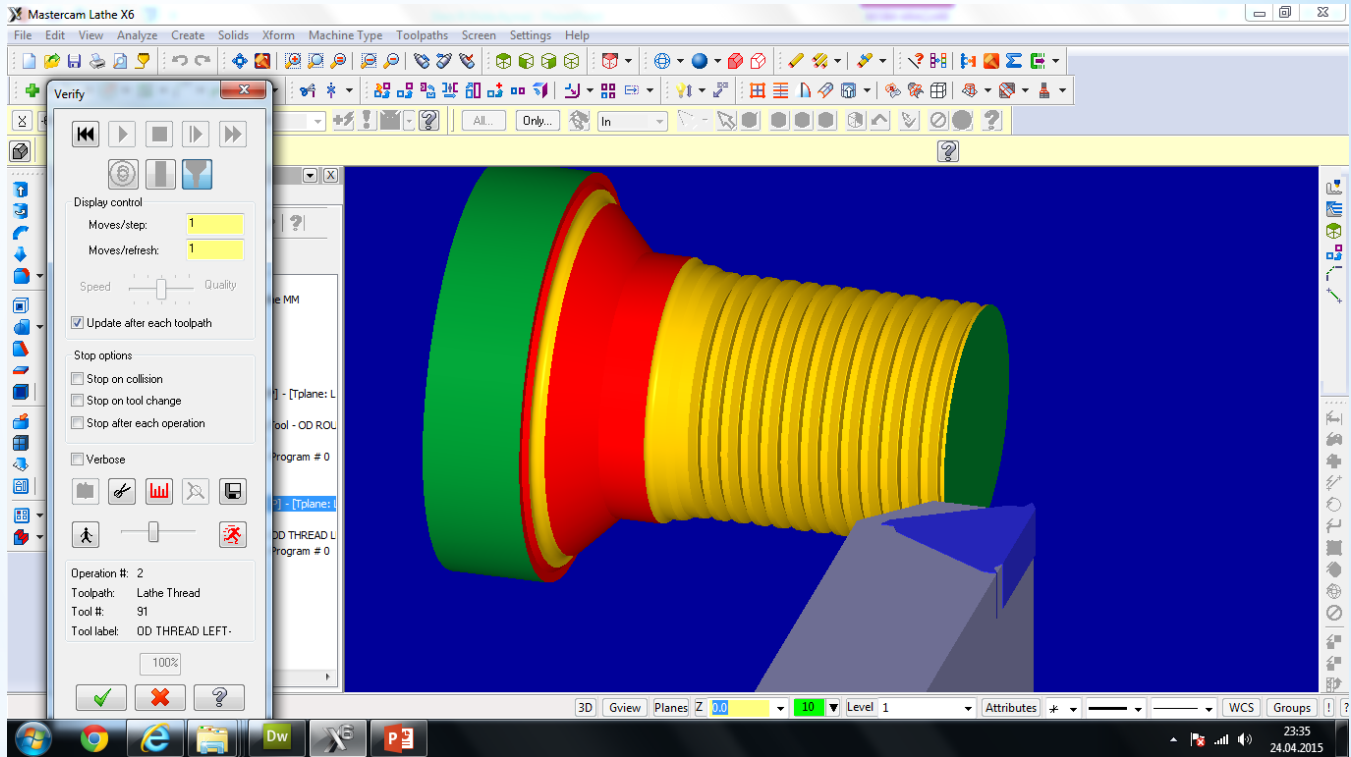 Mastercam Lathe X6
File Edit View Analyze Create Solids Xform Machine Type Toolpaths Screen Settings Help
Verify
All... Only... In
Display control
Moves/step: 1
Moves/refresh: 1
Speed Quality
Update after each toolpath
Stop options
Stop on collision
Stop on tool change
Stop after each operation
Verbose
Operation #: 2
Toolpath: Lathe Thread
Tool #: 91
Tool label: OD THREAD LEFT-
100%
e MM
P] - [Tplane: L
ool - OD ROU
Program # 0
P] - [Tplane: L
OD THREAD L
Program # 0
3D Gview Planes Z 0.0 10 Level 1 Attributes WCS Groups ! ?
Dw X6 P
23:35
24.04.2015